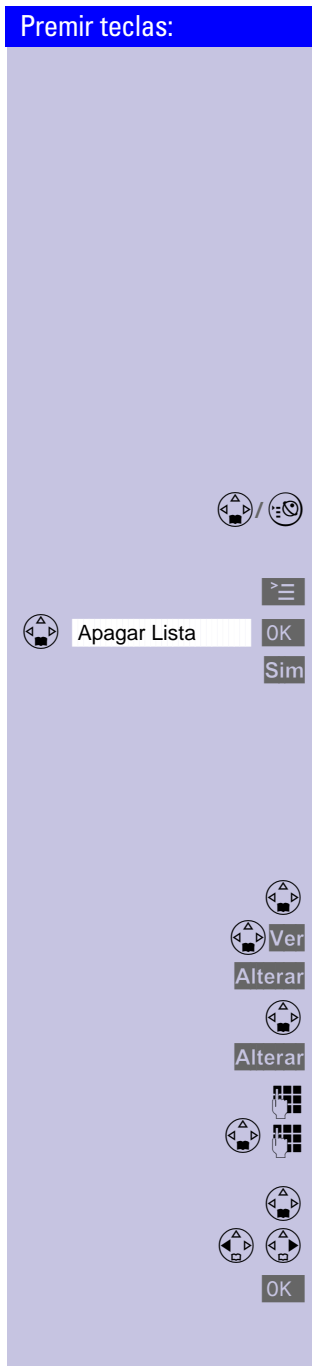 Premir teclas:
/
Apagar Lista OK
Sim
Ver
Alterar
Alterar
OK